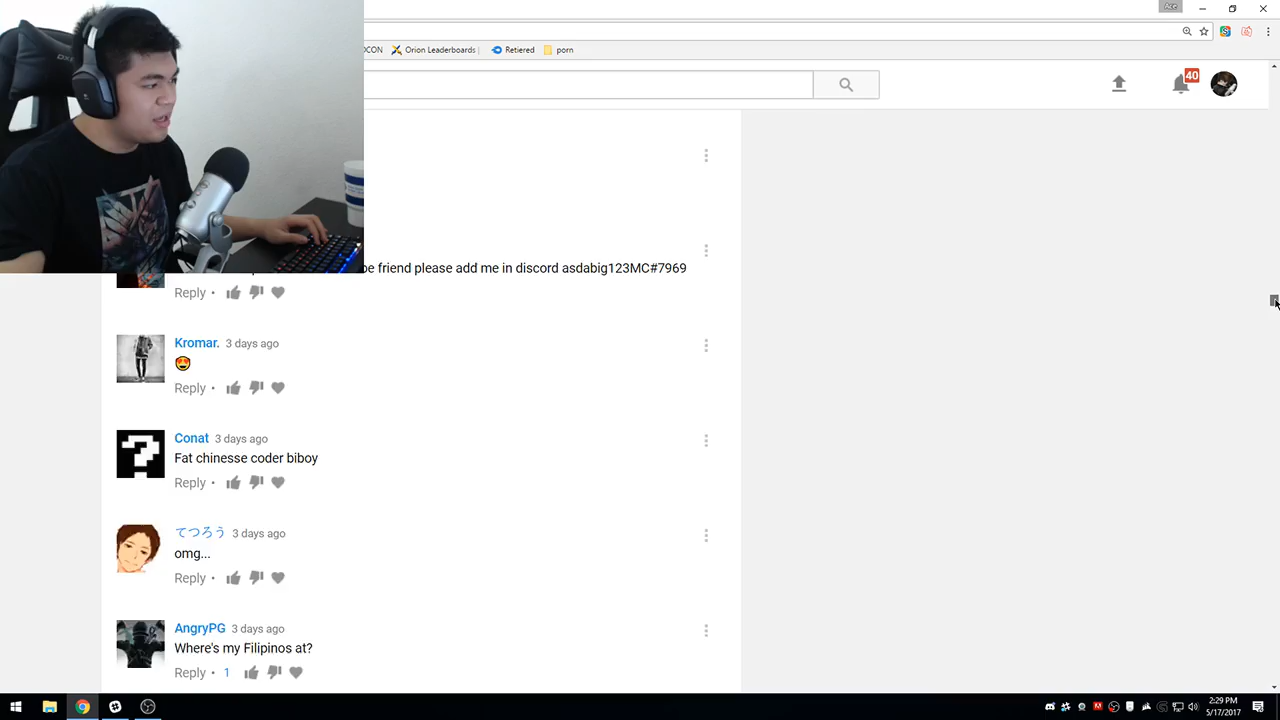 Ace
OCON
Orion Leaderboards
Retiered
porn
40
be friend please add me in discord asdabig123MC#7969
Reply •
Kromar. 3 days ago
😍
Reply •
Conat 3 days ago
Fat chinesse coder biboy
Reply •
てつろう 3 days ago
omg...
Reply •
AngryPG 3 days ago
Where's my Filipinos at?
Reply • 1
2:29 PM
5/17/2017